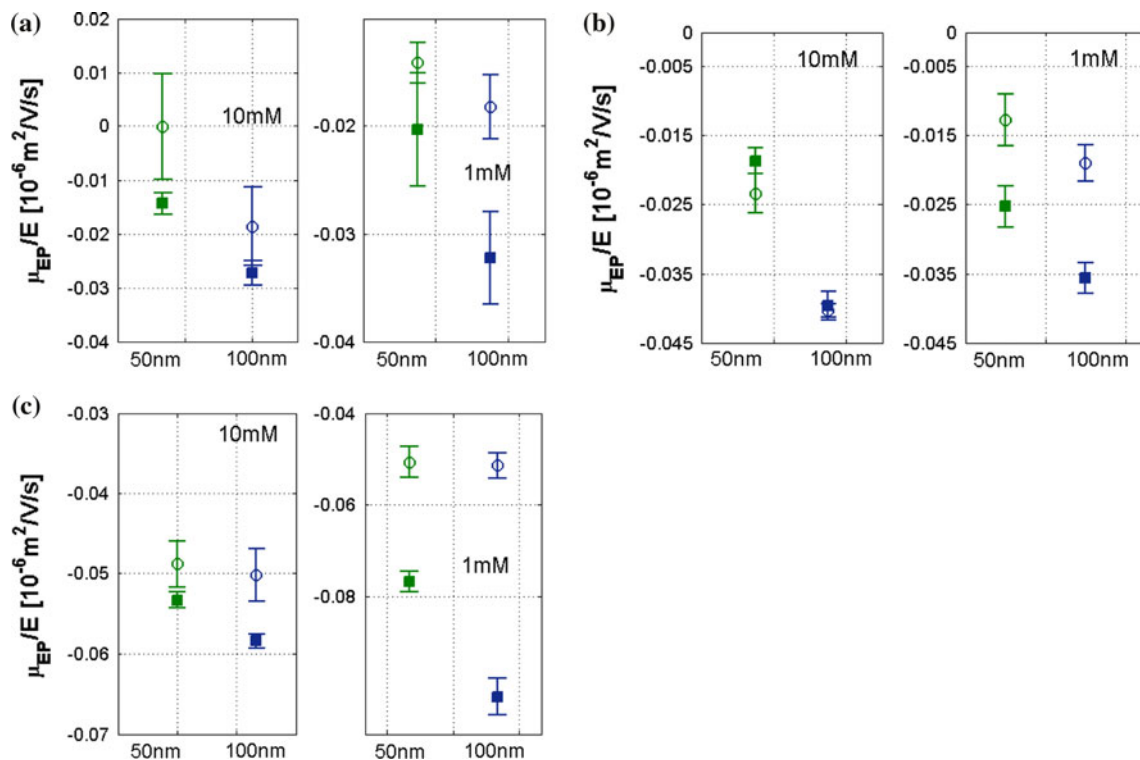 (a)
μEP/E [10⁻⁶m²/V/s]
0.02
0.01
0
-0.01
-0.02
-0.03
-0.04
10mM
50nm 100nm
-0.02
-0.03
-0.04
1mM
50nm 100nm
(b)
μEP/E [10⁻⁶m²/V/s]
0
-0.005
-0.015
-0.025
-0.035
-0.045
10mM
50nm 100nm
0
-0.005
-0.015
-0.025
-0.035
-0.045
1mM
50nm 100nm
(c)
μEP/E [10⁻⁶m²/V/s]
-0.03
-0.04
-0.05
-0.06
-0.07
10mM
50nm 100nm
-0.04
-0.06
-0.08
1mM
50nm 100nm